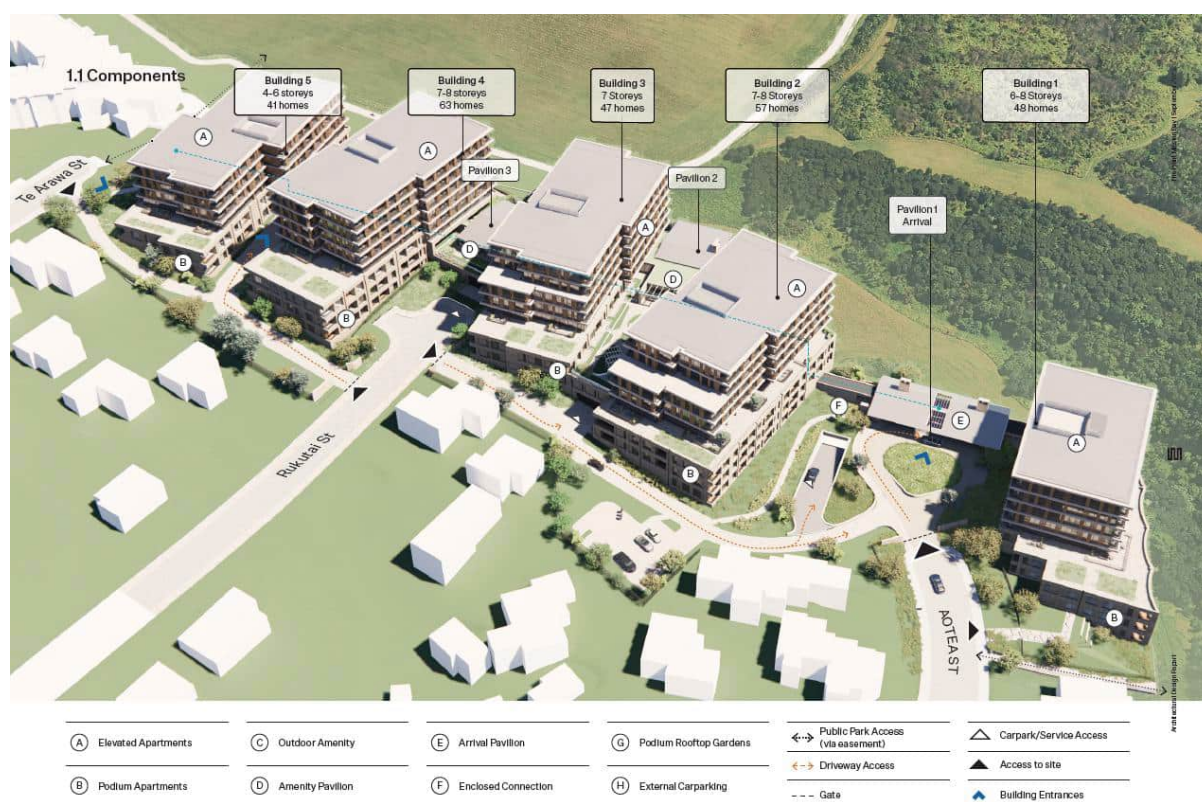 1.1 Components
Building 5
4-6 storeys
41 homes
Building 4
7-8 storeys
63 homes
Building 3
7 Storeys
47 homes
Building 2
7-8 Storeys
57 homes
Building 1
6-8 Storeys
48 homes
Pavilion 3
Pavilion 2
Pavilion 1
Arrival
Te Arawa St
Rukutai St
AOTEA ST
A
A
A
A
A
B
B
B
B
B
D
D
E
F
Architectural Design Report
A Elevated Apartments
B Podium Apartments
C Outdoor Amenity
D Amenity Pavilion
E Arrival Pavilion
F Enclosed Connection
G Podium Rooftop Gardens
H External Carparking
Public Park Access
(via easement)
Driveway Access
Gate
Carpark/Service Access
Access to site
Building Entrances